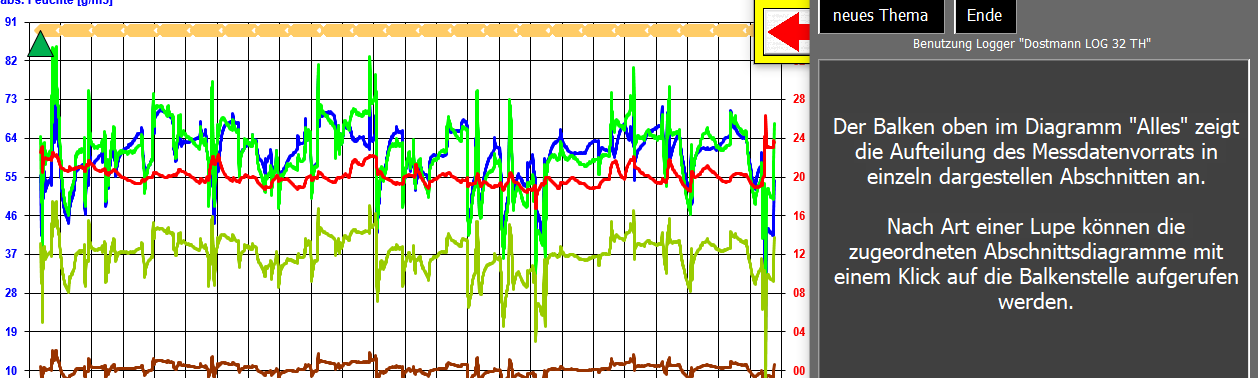 abs. Feuchte [g/m3]
91
82
73
64
55
46
37
28
19
10
28
24
20
16
12
08
04
00
neues Thema
Ende
Benutzung Logger "Dostmann LOG 32 TH"
Der Balken oben im Diagramm "Alles" zeigt
die Aufteilung des Messdatenvorrats in
einzeln dargestellen Abschnitten an.
Nach Art einer Lupe können die
zugeordneten Abschnittsdiagramme mit
einem Klick auf die Balkenstelle aufgerufen
werden.